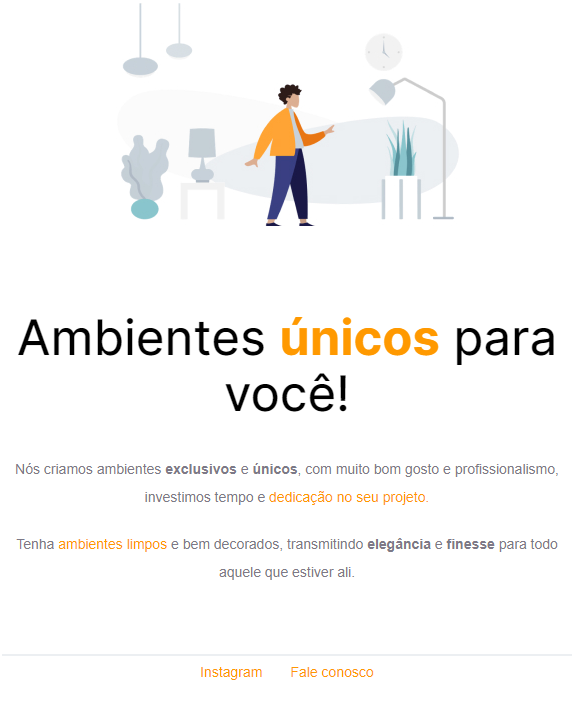 Ambientes únicos para
você!
Nós criamos ambientes exclusivos e únicos, com muito bom gosto e profissionalismo,
investimos tempo e dedicação no seu projeto.
Tenha ambientes limpos e bem decorados, transmitindo elegância e finesse para todo
aquele que estiver ali.
Instagram Fale conosco